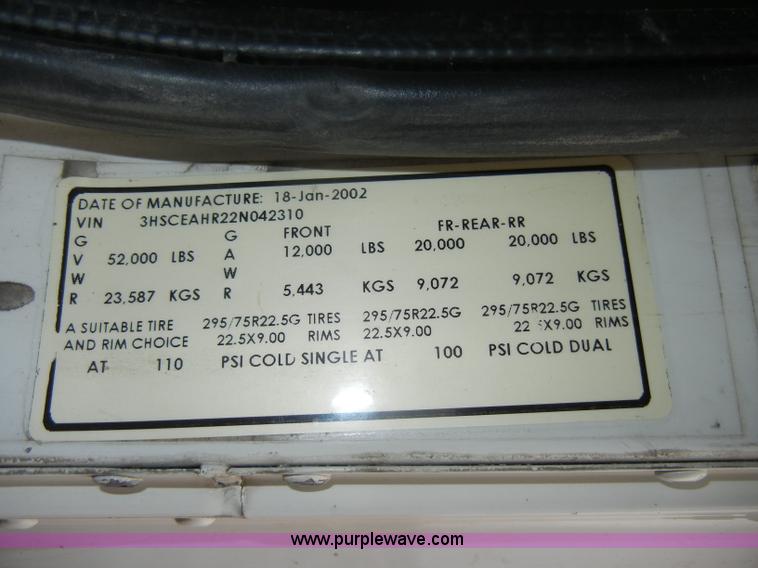 DATE OF MANUFACTURE: 18-Jan-2002
VIN 3HSCEAHR22N042310
G G FRONT FR-REAR-RR
V 52,000 LBS A 12,000 LBS 20,000 20,000 LBS
W W
R 23,587 KGS R 5,443 KGS 9,072 9,072 KGS
A SUITABLE TIRE 295/75R22.5G TIRES 295/75R22.5G 295/75R22.5G TIRES
AND RIM CHOICE 22.5X9.00 RIMS 22.5X9.00 22.5X9.00 RIMS
AT 110 PSI COLD SINGLE AT 100 PSI COLD DUAL
www.purplewave.com